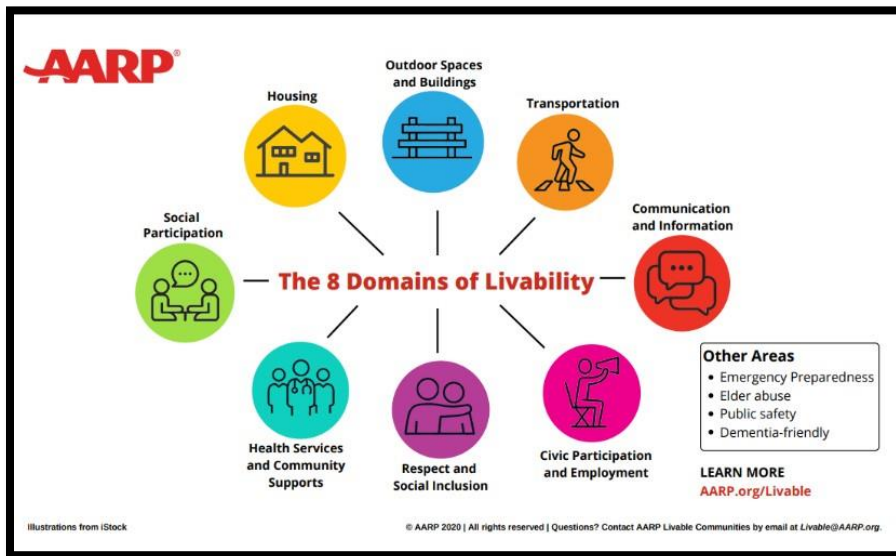 AARP®
Outdoor Spaces
and Buildings
Housing
Transportation
Social
Participation
Communication
and Information
The 8 Domains of Livability
Health Services
and Community
Supports
Respect and
Social Inclusion
Civic Participation
and Employment
Other Areas
• Emergency Preparedness
• Elder abuse
• Public safety
• Dementia-friendly
LEARN MORE
AARP.org/Livable
Illustrations from iStock
© AARP 2020 | All rights reserved | Questions? Contact AARP Livable Communities by email at Livable@AARP.org.